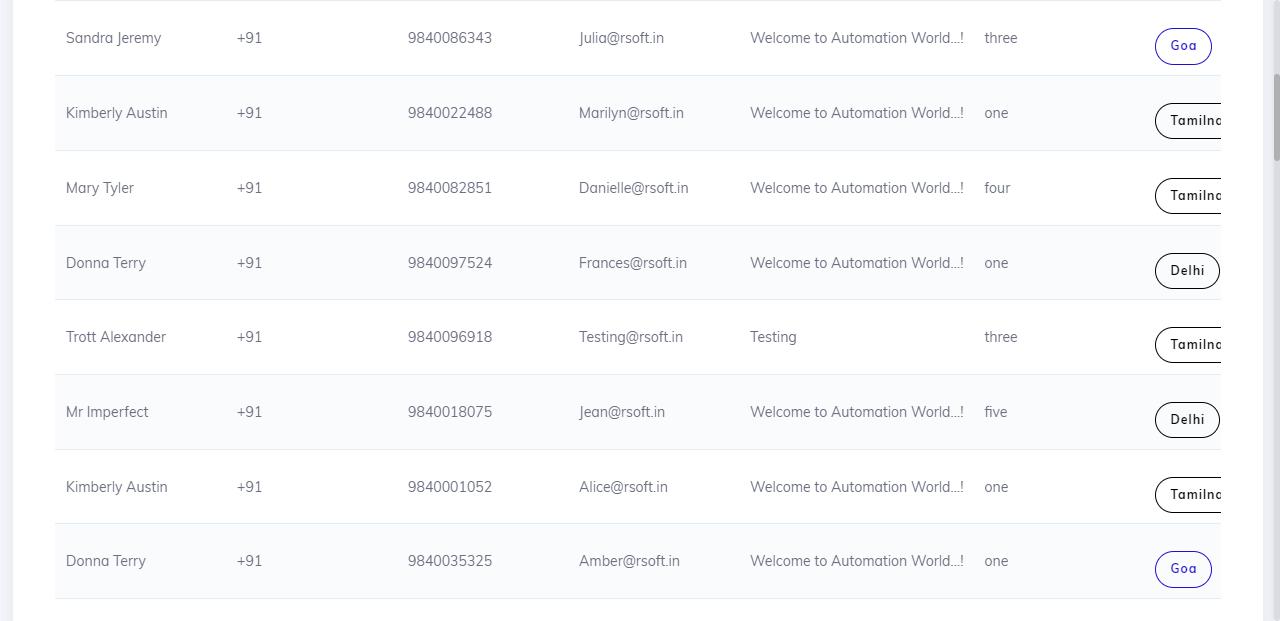 Sandra Jeremy +91 9840086343 Julia@rsoft.in Welcome to Automation World...! three Goa
Kimberly Austin +91 9840022488 Marilyn@rsoft.in Welcome to Automation World...! one Tamilna
Mary Tyler +91 9840082851 Danielle@rsoft.in Welcome to Automation World...! four Tamilna
Donna Terry +91 9840097524 Frances@rsoft.in Welcome to Automation World...! one Delhi
Trott Alexander +91 9840096918 Testing@rsoft.in Testing three Tamilna
Mr Imperfect +91 9840018075 Jean@rsoft.in Welcome to Automation World...! five Delhi
Kimberly Austin +91 9840001052 Alice@rsoft.in Welcome to Automation World...! one Tamilna
Donna Terry +91 9840035325 Amber@rsoft.in Welcome to Automation World...! one Goa